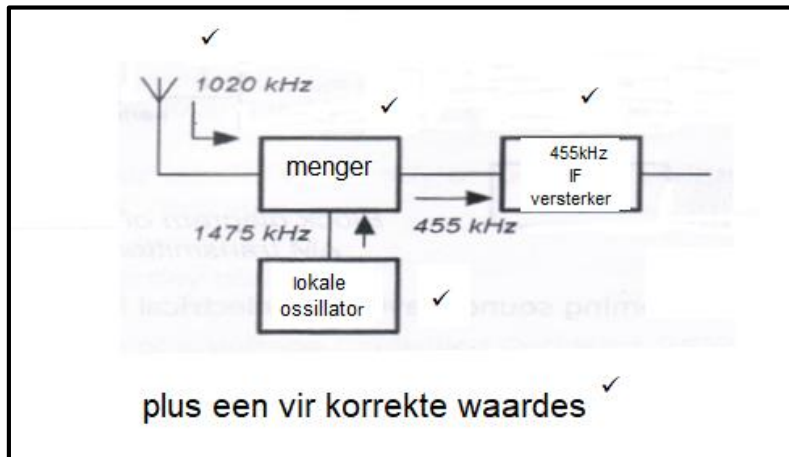 ✓
1020 kHz
✓
✓
menger
455kHz
IF
versterker
1475 kHz
455 kHz
lokale
ossillator
✓
plus een vir korrekte waardes ✓